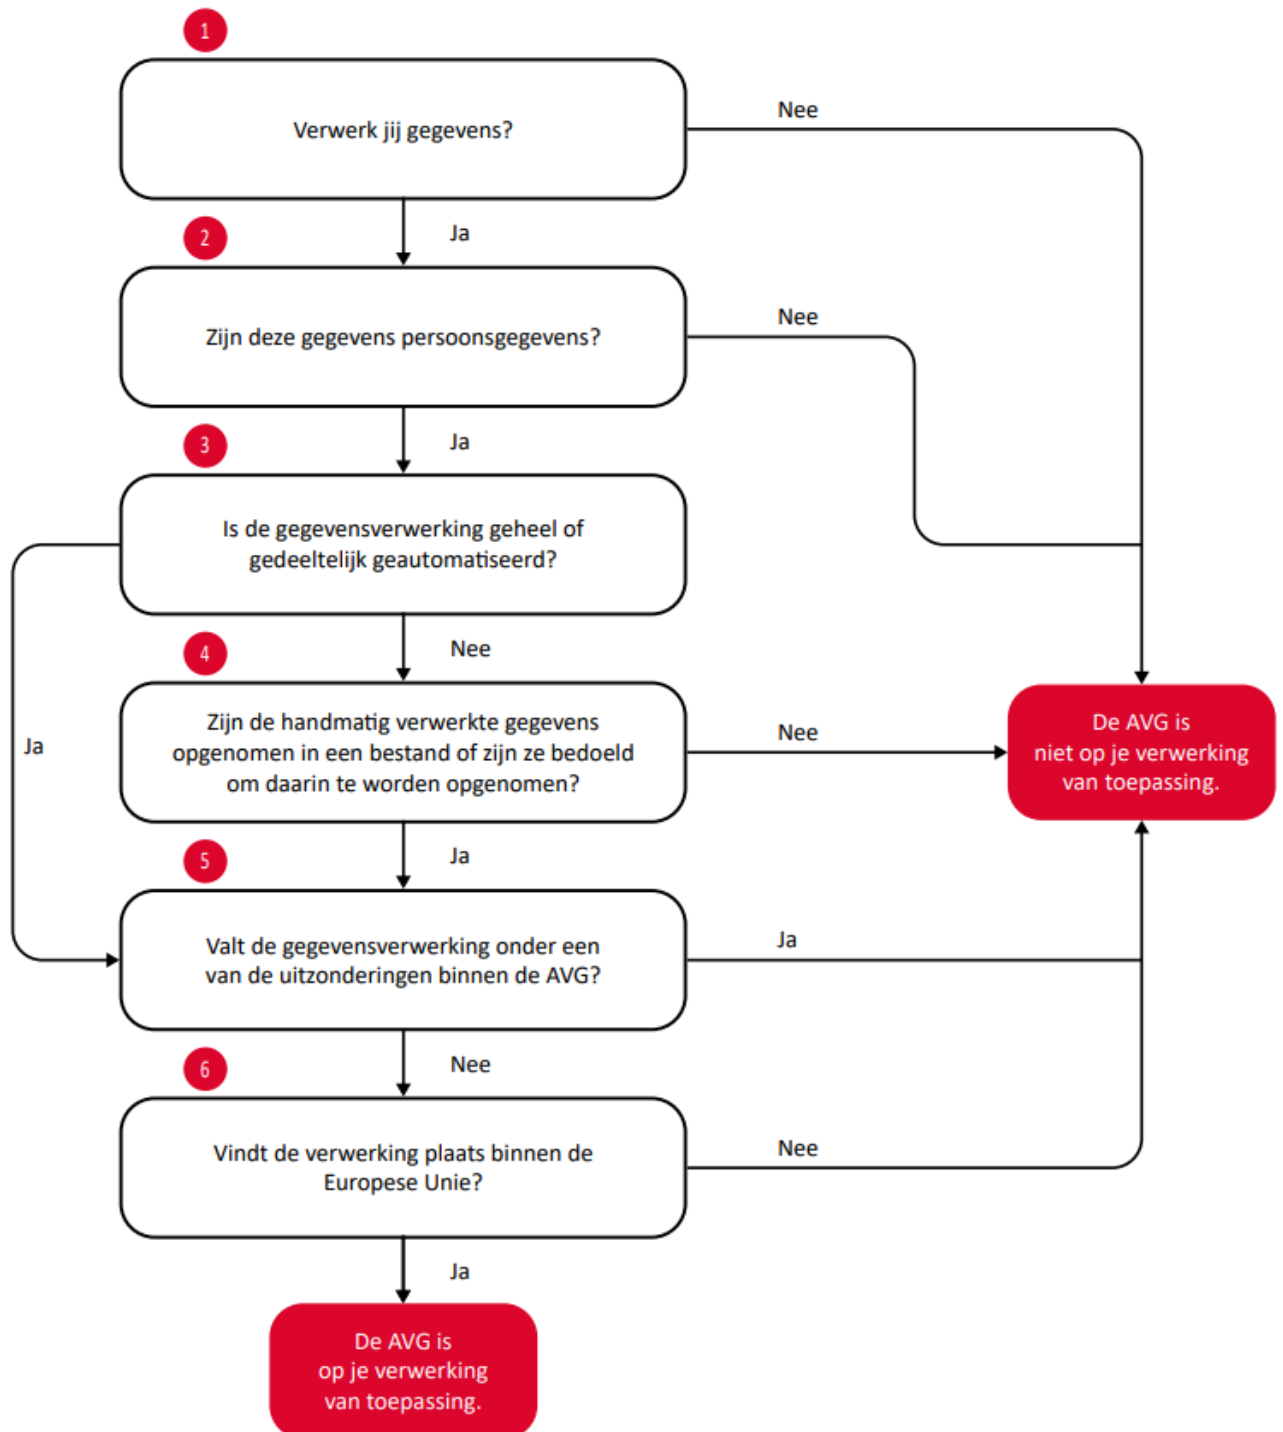 1
Verwerk jij gegevens?
Nee
Ja
2
Zijn deze gegevens persoonsgegevens?
Nee
Ja
3
Is de gegevensverwerking geheel of
gedeeltelijk geautomatiseerd?
Ja
Nee
4
Zijn de handmatig verwerkte gegevens
opgenomen in een bestand of zijn ze bedoeld
om daarin te worden opgenomen?
Nee
De AVG is
niet op je verwerking
van toepassing.
Ja
5
Valt de gegevensverwerking onder een
van de uitzonderingen binnen de AVG?
Ja
Nee
6
Vindt de verwerking plaats binnen de
Europese Unie?
Nee
Ja
De AVG is
op je verwerking
van toepassing.